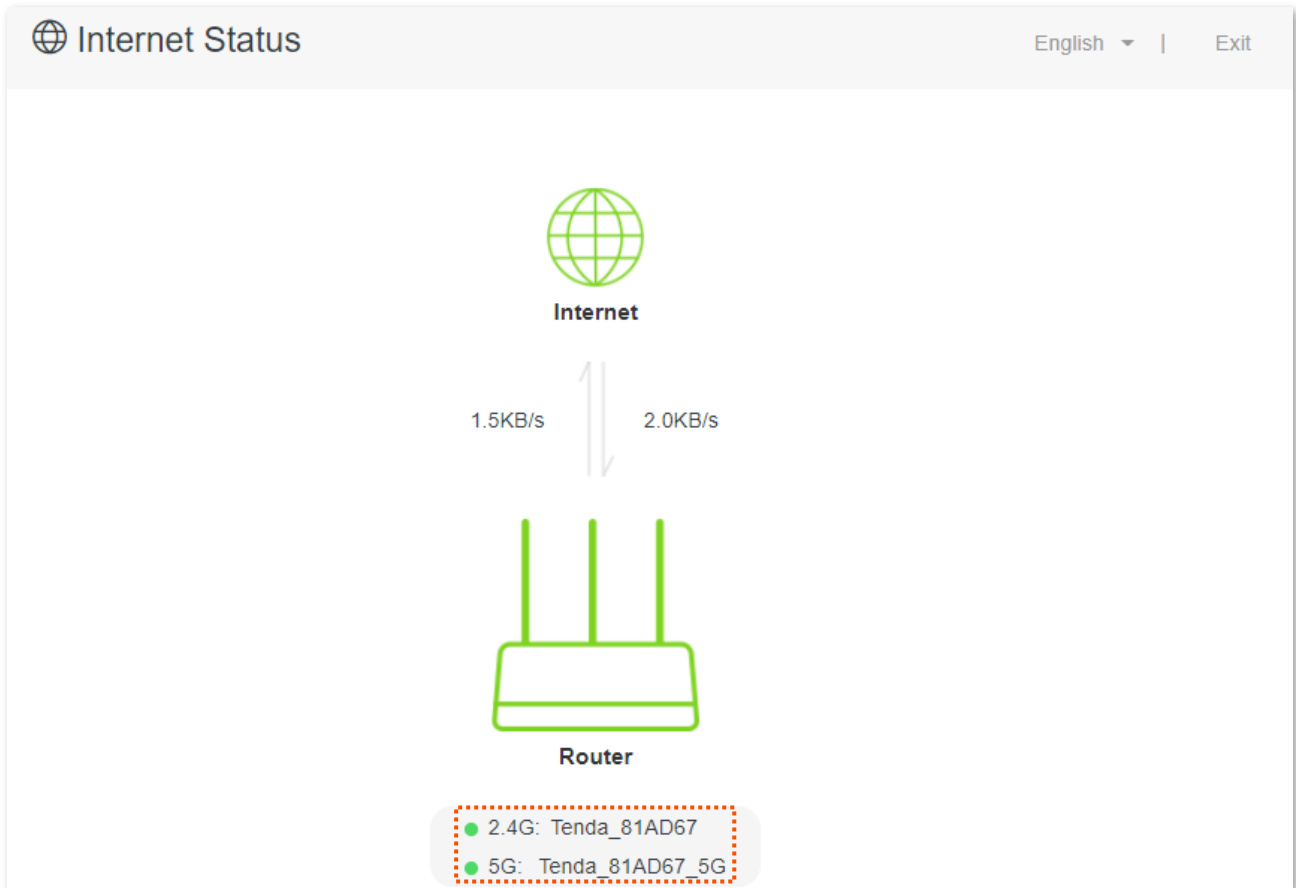 Internet Status
English | Exit
Internet
1.5KB/s 2.0KB/s
Router
2.4G: Tenda_81AD67
5G: Tenda_81AD67_5G